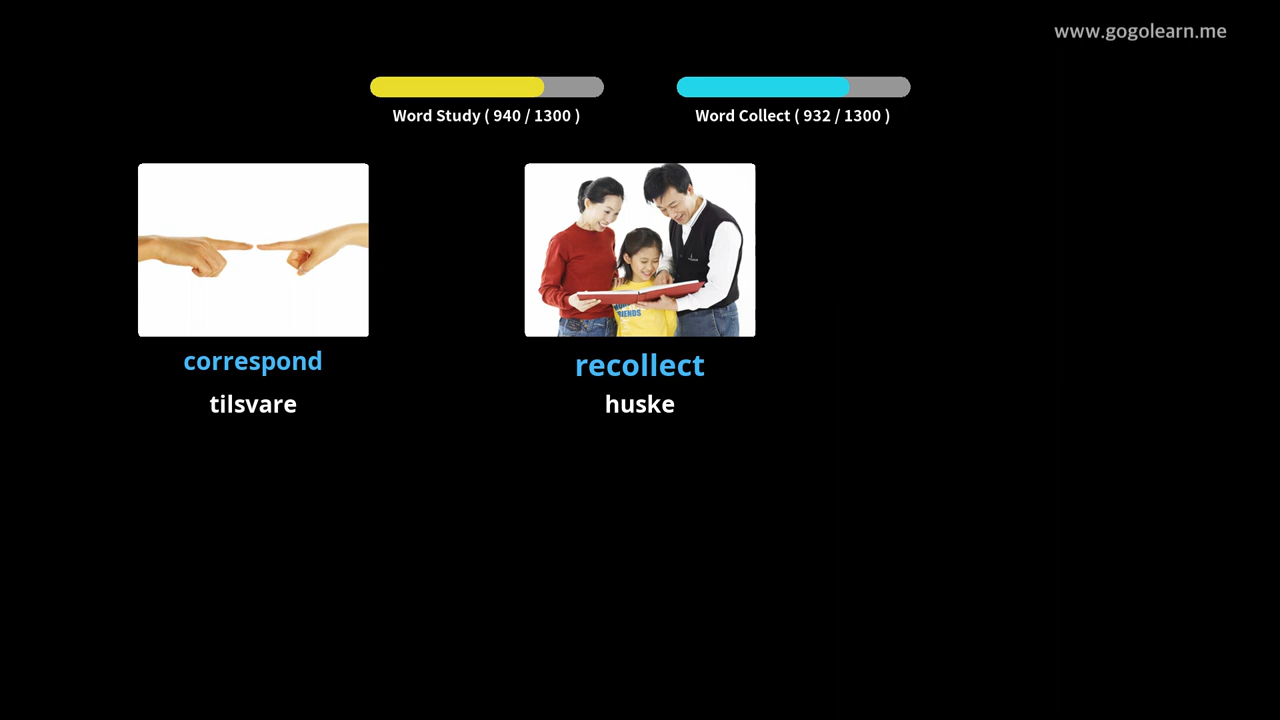 www.gogolearn.me
Word Study ( 940 / 1300 )
Word Collect ( 932 / 1300 )
correspond
tilsvare
recollect
huske